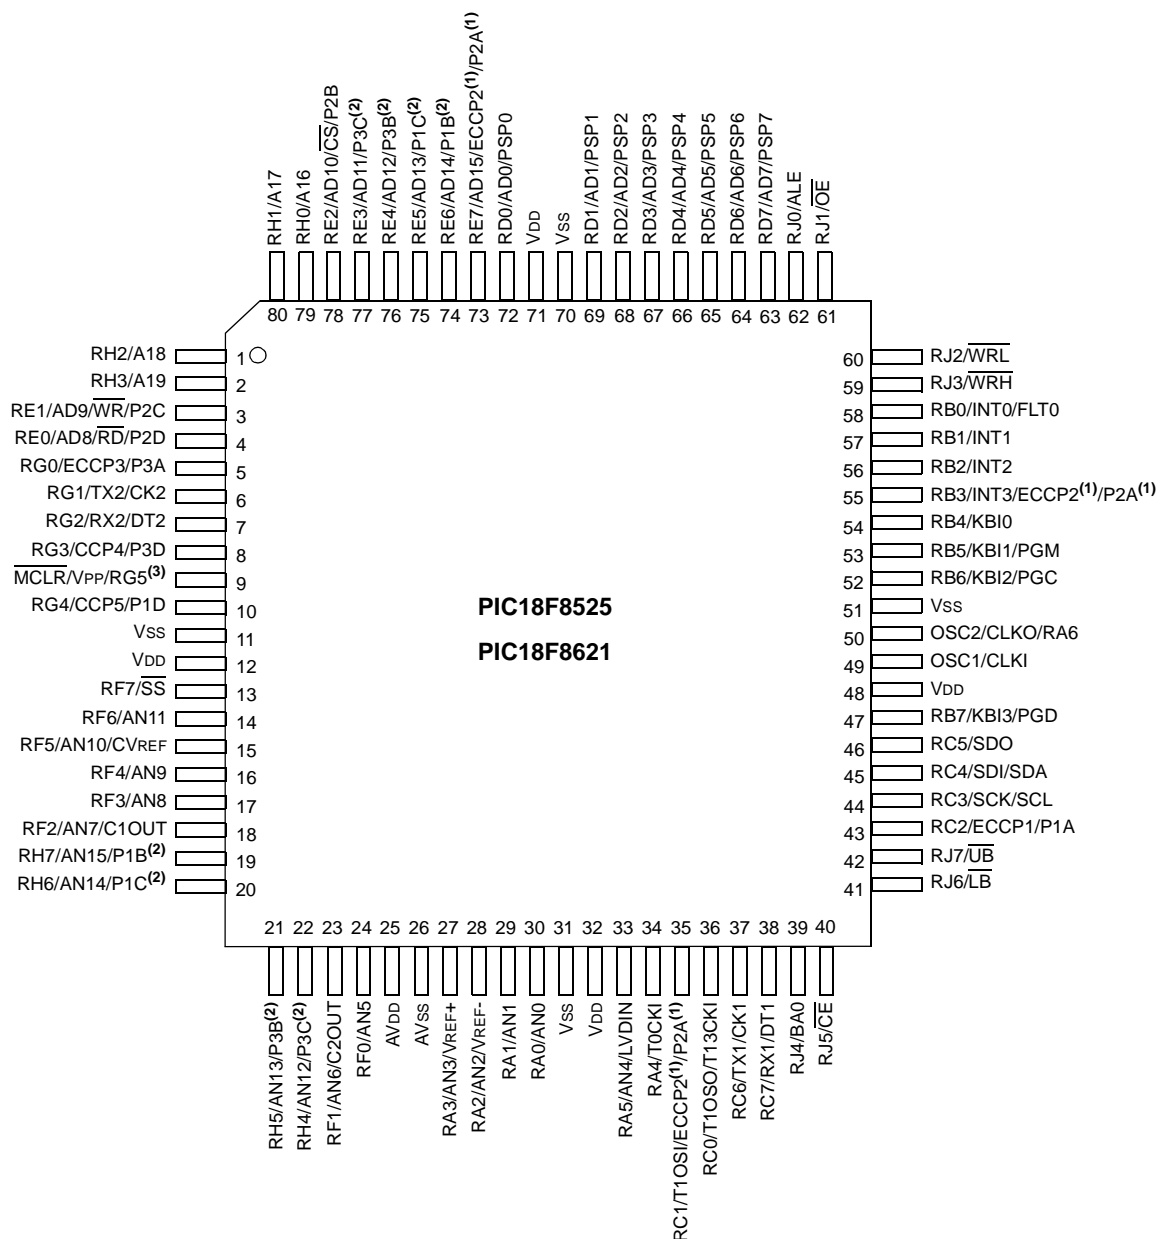 RH1/A17
RH0/A16
RE2/AD10/C̅S̅/P2B
RE3/AD11/P3C(2)
RE4/AD12/P3B(2)
RE5/AD13/P1C(2)
RE6/AD14/P1B(2)
RE7/AD15/ECCP2(1)/P2A(1)
RD0/AD0/PSP0
VDD
VSS
RD1/AD1/PSP1
RD2/AD2/PSP2
RD3/AD3/PSP3
RD4/AD4/PSP4
RD5/AD5/PSP5
RD6/AD6/PSP6
RD7/AD7/PSP7
RJ0/ALE
RJ1/O̅E̅
80 79 78 77 76 75 74 73 72 71 70 69 68 67 66 65 64 63 62 61
RH2/A18 1
RH3/A19 2
RE1/AD9/W̅R̅/P2C 3
RE0/AD8/R̅D̅/P2D 4
RG0/ECCP3/P3A 5
RG1/TX2/CK2 6
RG2/RX2/DT2 7
RG3/CCP4/P3D 8
M̅C̅L̅R̅/VPP/RG5(3) 9
RG4/CCP5/P1D 10
VSS 11
VDD 12
RF7/S̅S̅ 13
RF6/AN11 14
RF5/AN10/CVREF 15
RF4/AN9 16
RF3/AN8 17
RF2/AN7/C1OUT 18
RH7/AN15/P1B(2) 19
RH6/AN14/P1C(2) 20
PIC18F8525
PIC18F8621
60 RJ2/W̅R̅L̅
59 RJ3/W̅R̅H̅
58 RB0/INT0/FLT0
57 RB1/INT1
56 RB2/INT2
55 RB3/INT3/ECCP2(1)/P2A(1)
54 RB4/KBI0
53 RB5/KBI1/PGM
52 RB6/KBI2/PGC
51 VSS
50 OSC2/CLKO/RA6
49 OSC1/CLKI
48 VDD
47 RB7/KBI3/PGD
46 RC5/SDO
45 RC4/SDI/SDA
44 RC3/SCK/SCL
43 RC2/ECCP1/P1A
42 RJ7/U̅B̅
41 RJ6/L̅B̅
21 22 23 24 25 26 27 28 29 30 31 32 33 34 35 36 37 38 39 40
RH5/AN13/P3B(2)
RH4/AN12/P3C(2)
RF1/AN6/C2OUT
RF0/AN5
AVDD
AVSS
RA3/AN3/VREF+
RA2/AN2/VREF-
RA1/AN1
RA0/AN0
VSS
VDD
RA5/AN4/LVDIN
RA4/T0CKI
RC1/T1OSI/ECCP2(1)/P2A(1)
RC0/T1OSO/T13CKI
RC6/TX1/CK1
RC7/RX1/DT1
RJ4/BA0
RJ5/C̅E̅